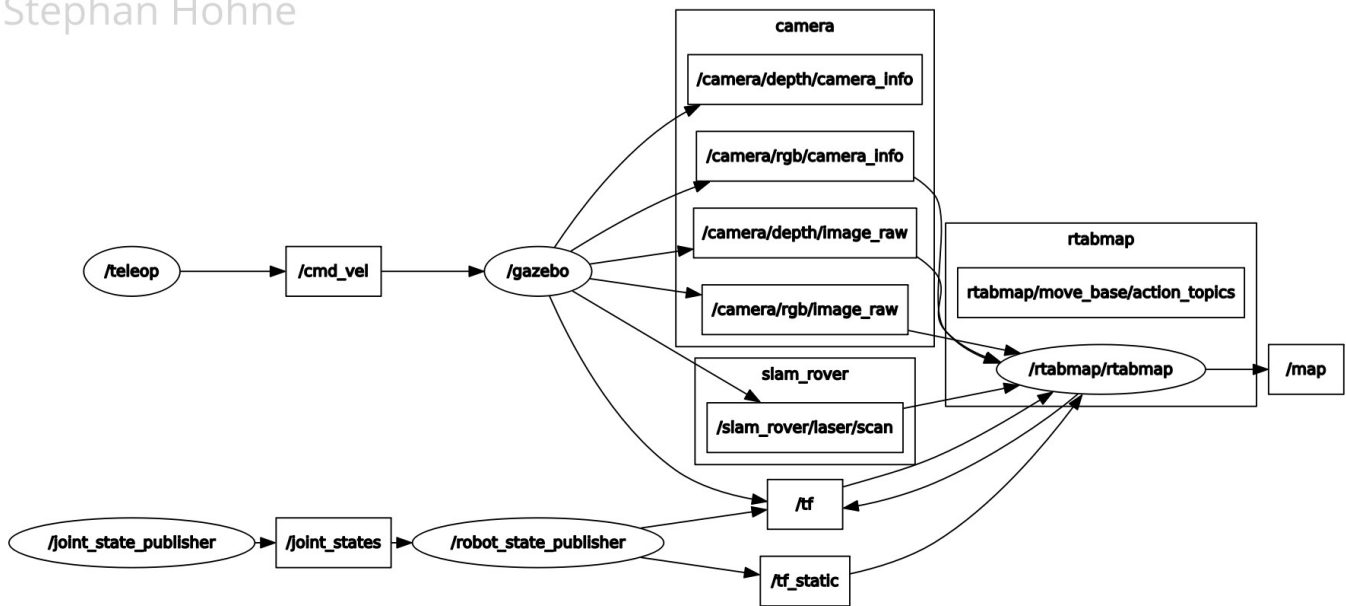 Stephan Hohne
camera
/camera/depth/camera_info
/camera/rgb/camera_info
/camera/depth/image_raw
/camera/rgb/image_raw
/teleop
/cmd_vel
/gazebo
rtabmap
rtabmap/move_base/action_topics
/rtabmap/rtabmap
/map
slam_rover
/slam_rover/laser/scan
/tf
/joint_state_publisher
/joint_states
/robot_state_publisher
/tf_static